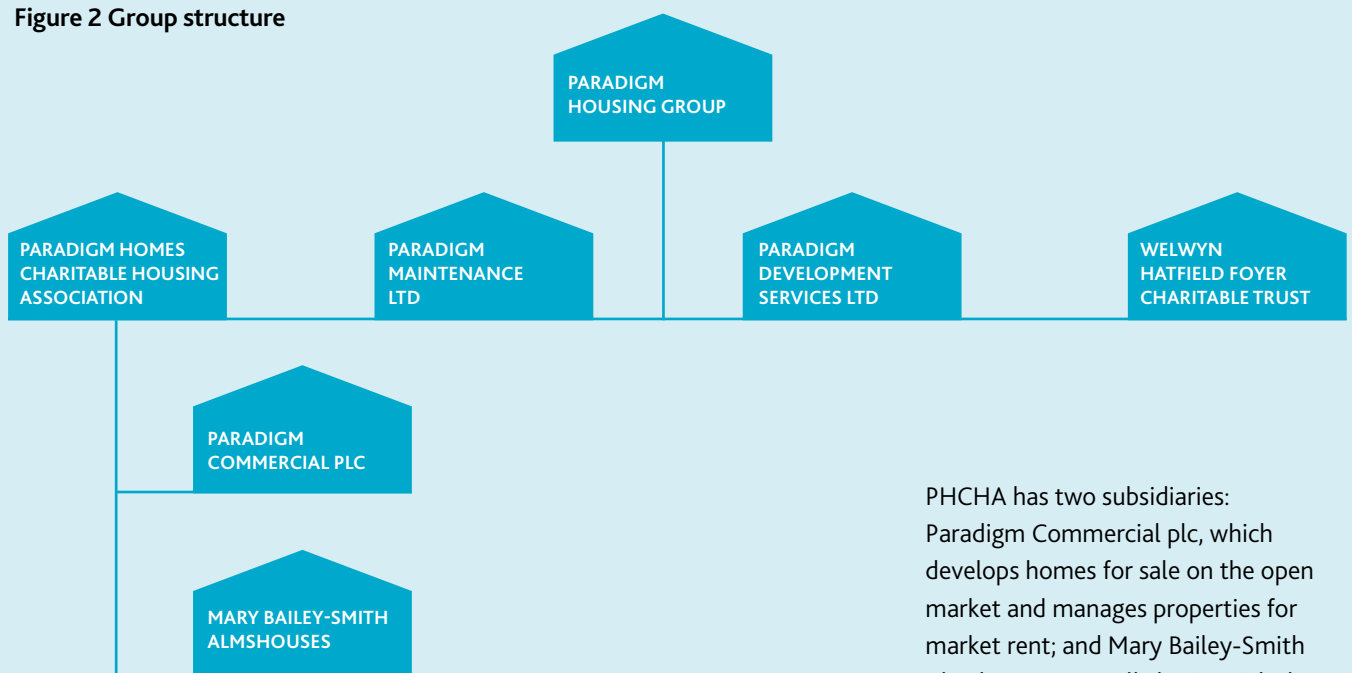 Figure 2 Group structure
PARADIGM
HOUSING GROUP
PARADIGM HOMES
CHARITABLE HOUSING
ASSOCIATION
PARADIGM
MAINTENANCE
LTD
PARADIGM
DEVELOPMENT
SERVICES LTD
WELWYN
HATFIELD FOYER
CHARITABLE TRUST
PARADIGM
COMMERCIAL PLC
MARY BAILEY-SMITH
ALMSHOUSES
PHCHA has two subsidiaries:
Paradigm Commercial plc, which
develops homes for sale on the open
market and manages properties for
market rent; and Mary Bailey-Smith